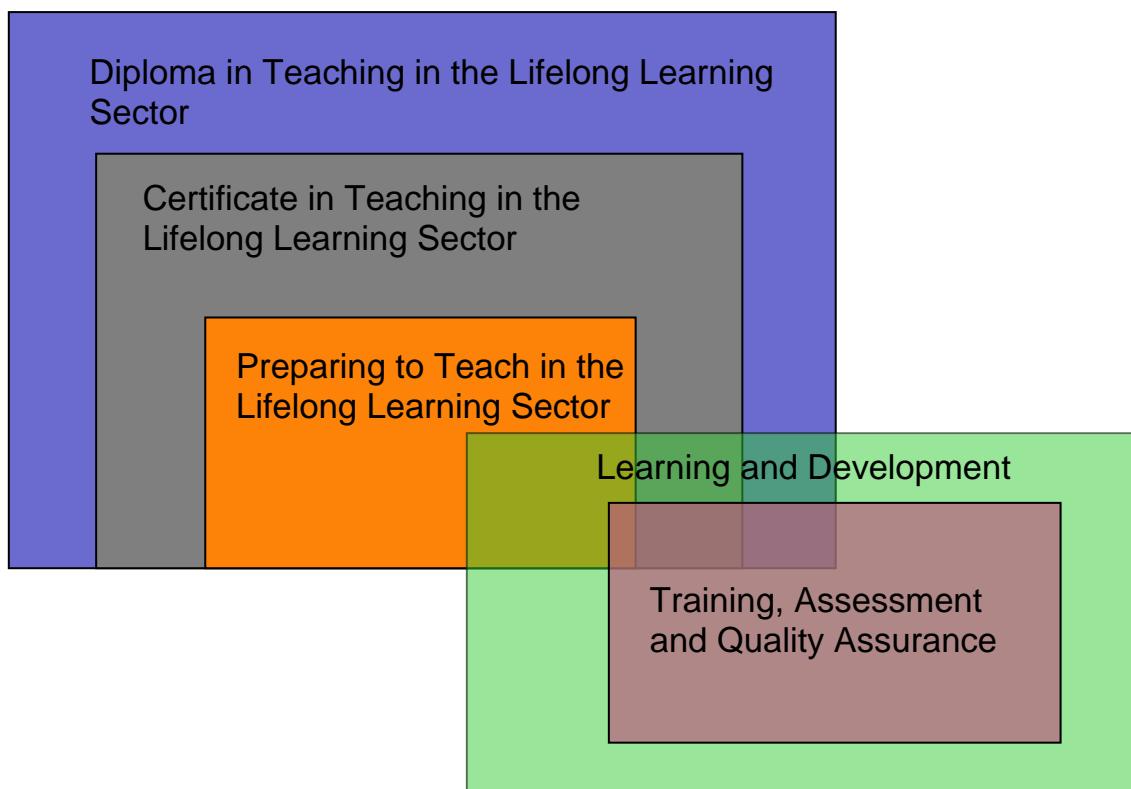 Diploma in Teaching in the Lifelong Learning
Sector
Certificate in Teaching in the
Lifelong Learning Sector
Preparing to Teach in the
Lifelong Learning Sector
Learning and Development
Training, Assessment
and Quality Assurance